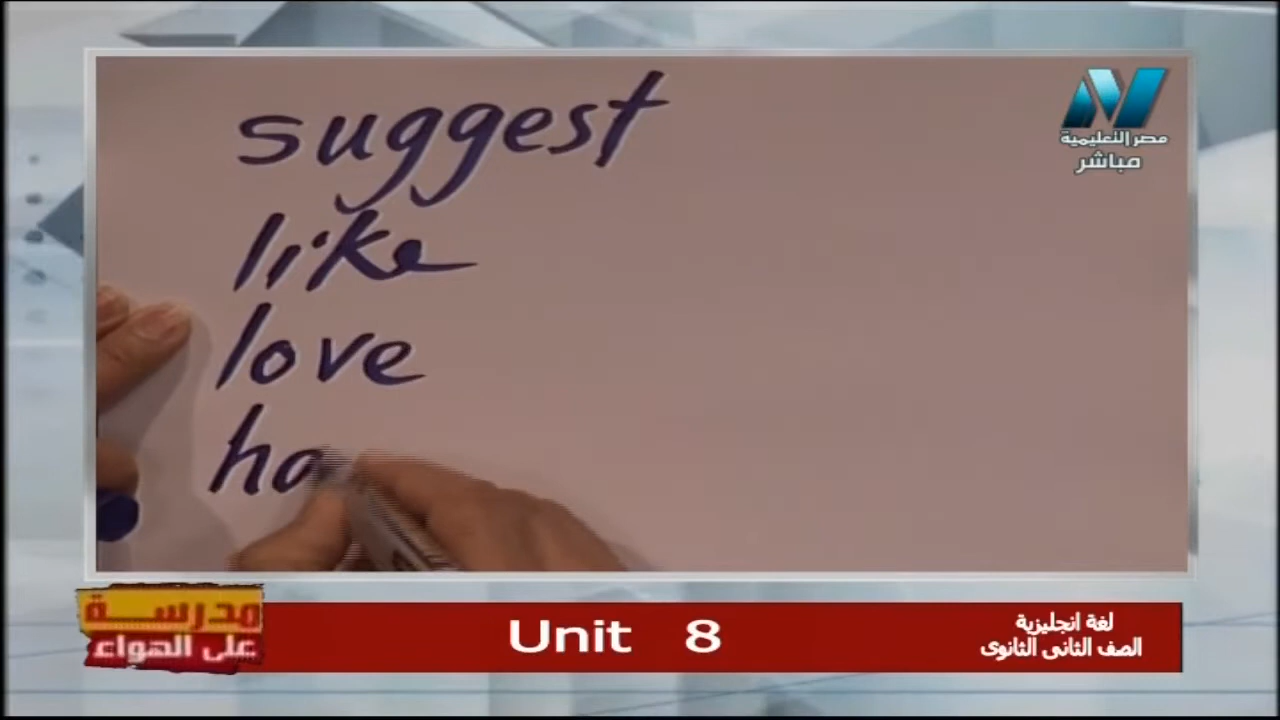 suggest
مصر التعليمية
مباشر
like
love
ha
مدرسة
على الهواء
Unit 8
لغة انجليزية
الصف الثانى الثانوى